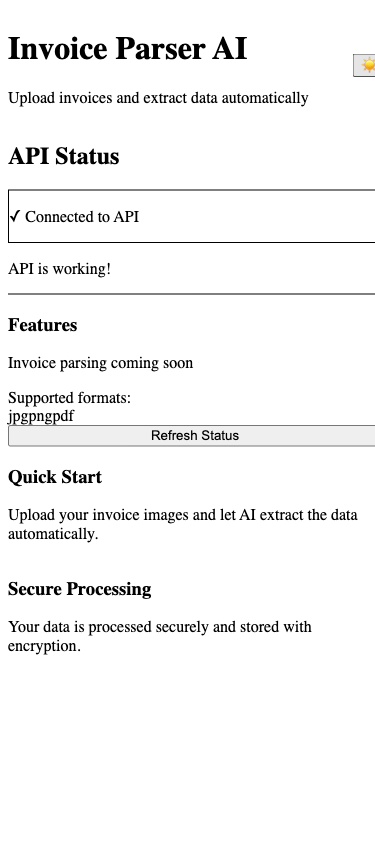 Invoice Parser AI
☀️
Upload invoices and extract data automatically
API Status
✓ Connected to API
API is working!
Features
Invoice parsing coming soon
Supported formats:
jpgpngpdf
Refresh Status
Quick Start
Upload your invoice images and let AI extract the data
automatically.
Secure Processing
Your data is processed securely and stored with
encryption.